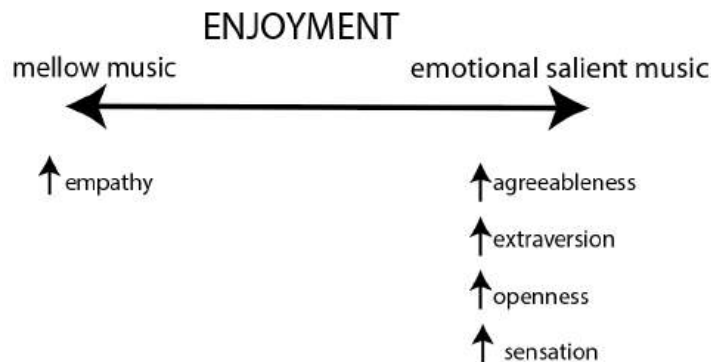 ENJOYMENT
mellow music emotional salient music
empathy agreeableness
extraversion
openness
sensation